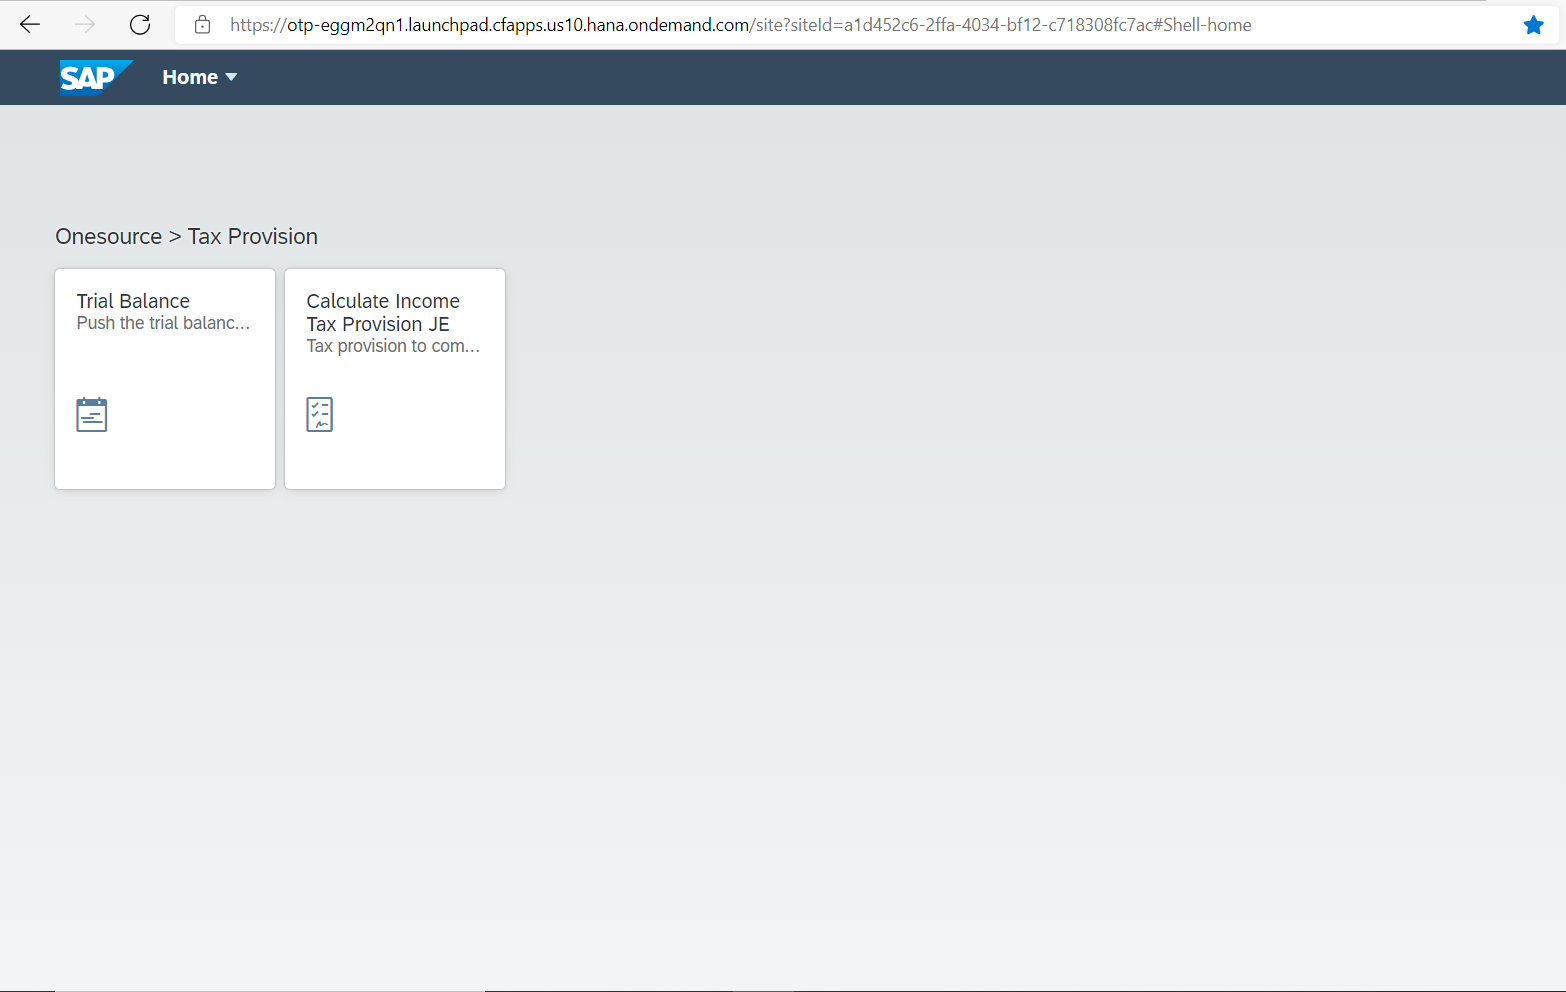 https://otp-eggm2qn1.launchpad.cfapps.us10.hana.ondemand.com/site?siteId=a1d452c6-2ffa-4034-bf12-c718308fc7ac#Shell-home
SAP Home
Onesource > Tax Provision
Trial Balance
Push the trial balanc...
Calculate Income
Tax Provision JE
Tax provision to com...